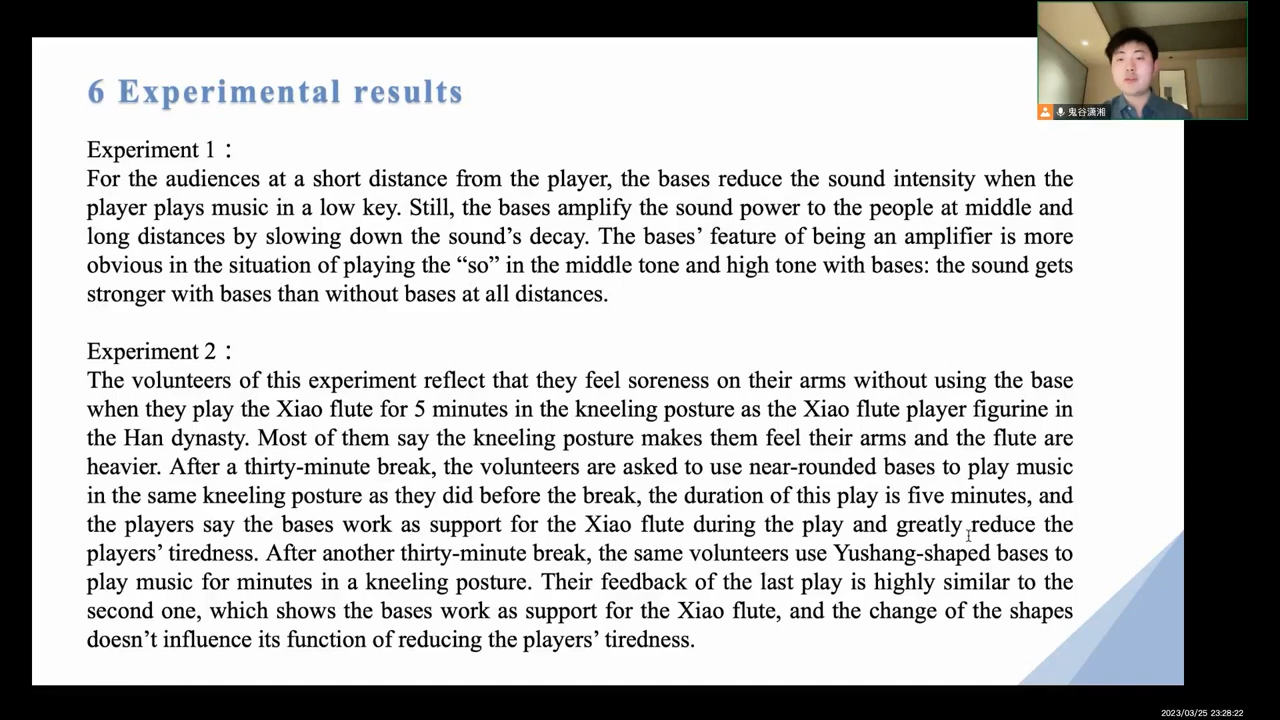 6 Experimental results
鬼谷潇湘
Experiment 1：
For the audiences at a short distance from the player, the bases reduce the sound intensity when the
player plays music in a low key. Still, the bases amplify the sound power to the people at middle and
long distances by slowing down the sound's decay. The bases' feature of being an amplifier is more
obvious in the situation of playing the “so” in the middle tone and high tone with bases: the sound gets
stronger with bases than without bases at all distances.
Experiment 2：
The volunteers of this experiment reflect that they feel soreness on their arms without using the base
when they play the Xiao flute for 5 minutes in the kneeling posture as the Xiao flute player figurine in
the Han dynasty. Most of them say the kneeling posture makes them feel their arms and the flute are
heavier. After a thirty-minute break, the volunteers are asked to use near-rounded bases to play music
in the same kneeling posture as they did before the break, the duration of this play is five minutes, and
the players say the bases work as support for the Xiao flute during the play and greatly reduce the
players' tiredness. After another thirty-minute break, the same volunteers use Yushang-shaped bases to
play music for minutes in a kneeling posture. Their feedback of the last play is highly similar to the
second one, which shows the bases work as support for the Xiao flute, and the change of the shapes
doesn't influence its function of reducing the players' tiredness.
2023/03/25 23:28:22